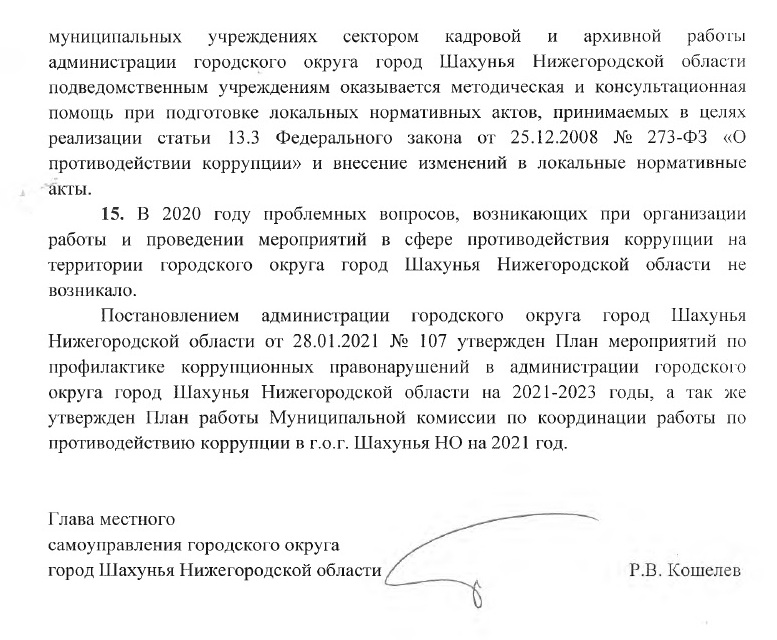 муниципальных учреждениях сектором кадровой и архивной работы
администрации городского округа город Шахунья Нижегородской области
подведомственным учреждениям оказывается методическая и консультационная
помощь при подготовке локальных нормативных актов, принимаемых в целях
реализации статьи 13.3 Федерального закона от 25.12.2008 № 273-ФЗ «О
противодействии коррупции» и внесение изменений в локальные нормативные
акты.
15. В 2020 году проблемных вопросов, возникающих при организации
работы и проведении мероприятий в сфере противодействия коррупции на
территории городского округа город Шахунья Нижегородской области не
возникало.
Постановлением администрации городского округа город Шахунья
Нижегородской области от 28.01.2021 № 107 утвержден План мероприятий по
профилактике коррупционных правонарушений в администрации городского
округа город Шахунья Нижегородской области на 2021-2023 годы, а так же
утвержден План работы Муниципальной комиссии по координации работы по
противодействию коррупции в г.о.г. Шахунья НО на 2021 год.
Глава местного
самоуправления городского округа
город Шахунья Нижегородской области Р.В. Кошелев